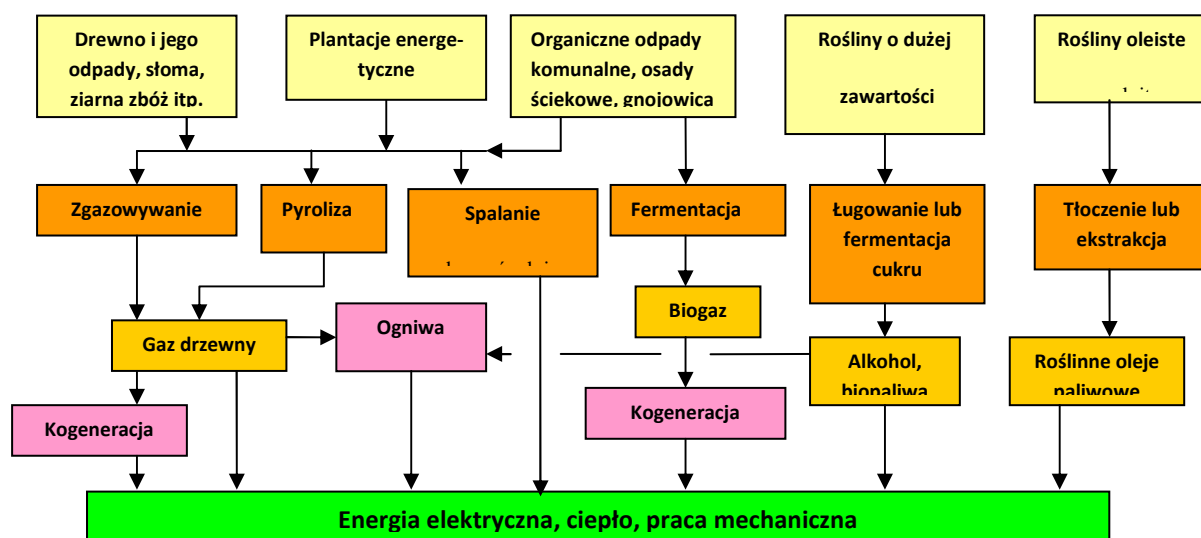 Drewno i jego
odpady, słoma,
ziarna zbóż itp.
Plantacje energe-
tyczne
Organiczne odpady
komunalne, osady
ściekowe, gnojowica
Rośliny o dużej
zawartości
Rośliny oleiste
Zgazowywanie
Pyroliza
Spalanie
Fermentacja
Ługowanie lub
fermentacja
cukru
Tłoczenie lub
ekstrakcja
Gaz drzewny
Ogniwa
Biogaz
Alkohol,
biopaliwa
Roślinne oleje
paliwowe
Kogeneracja
Kogeneracja
Energia elektryczna, ciepło, praca mechaniczna